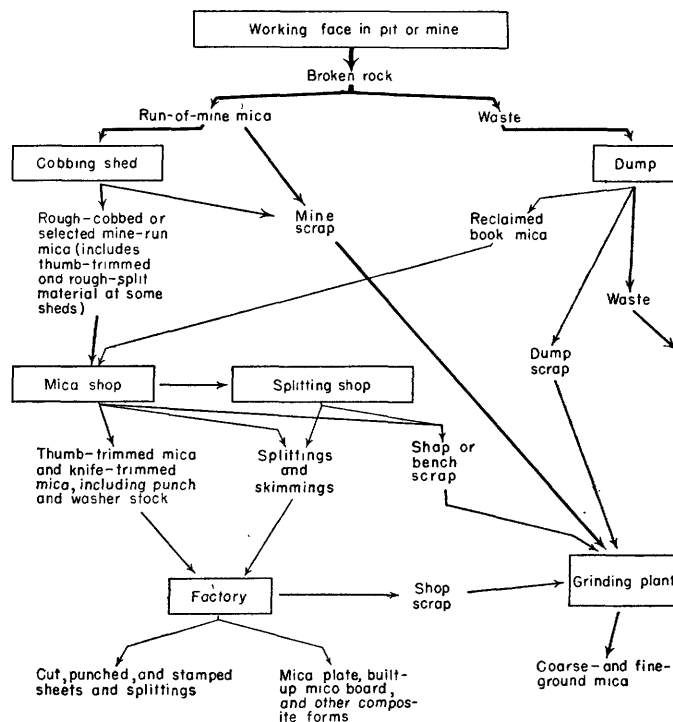 Working face in pit or mine
Broken rock
Run-of-mine mica
Waste
Cobbing shed
Dump
Rough-cobbed or
selected mine-run
mica (includes
thumb-trimmed
ond rough-split
material at some
sheds)
Mine
scrap
Reclaimed
book mica
Waste
Dump
scrap
Mica shop
Splitting shop
Thumb-trimmed mica
and knife-trimmed
mica, including punch
and washer stock
Splittings
and
skimmings
Shap or
bench
scrap
Factory
Shop
scrap
Grinding plant
Cut, punched, and stamped
sheets and splittings
Mica plate, built-
up mico board,
and other compos-
ite forms
Coarse- and fine-
ground mica